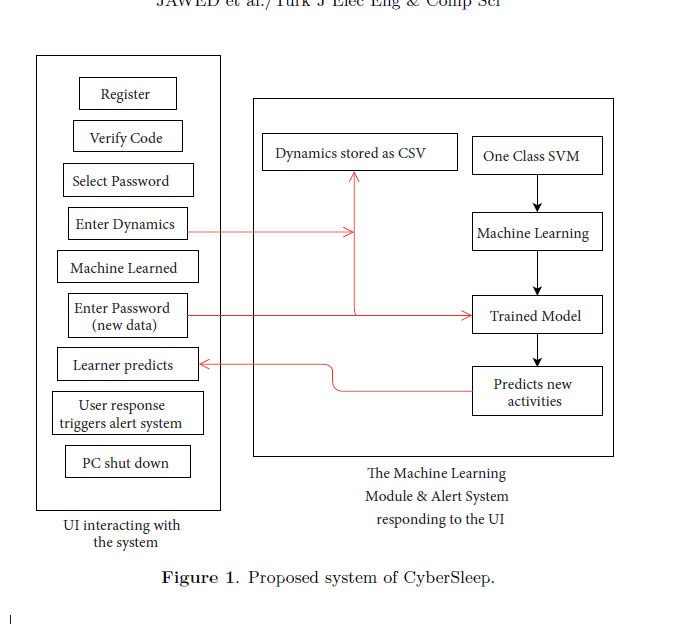 JAWED et al./Turk J Elec Eng & Comp Sci
Register
Verify Code
Select Password
Enter Dynamics
Machine Learned
Enter Password
(new data)
Learner predicts
User response
triggers alert system
PC shut down
UI interacting with
the system
Dynamics stored as CSV
One Class SVM
Machine Learning
Trained Model
Predicts new
activities
The Machine Learning
Module & Alert System
responding to the UI
Figure 1. Proposed system of CyberSleep.